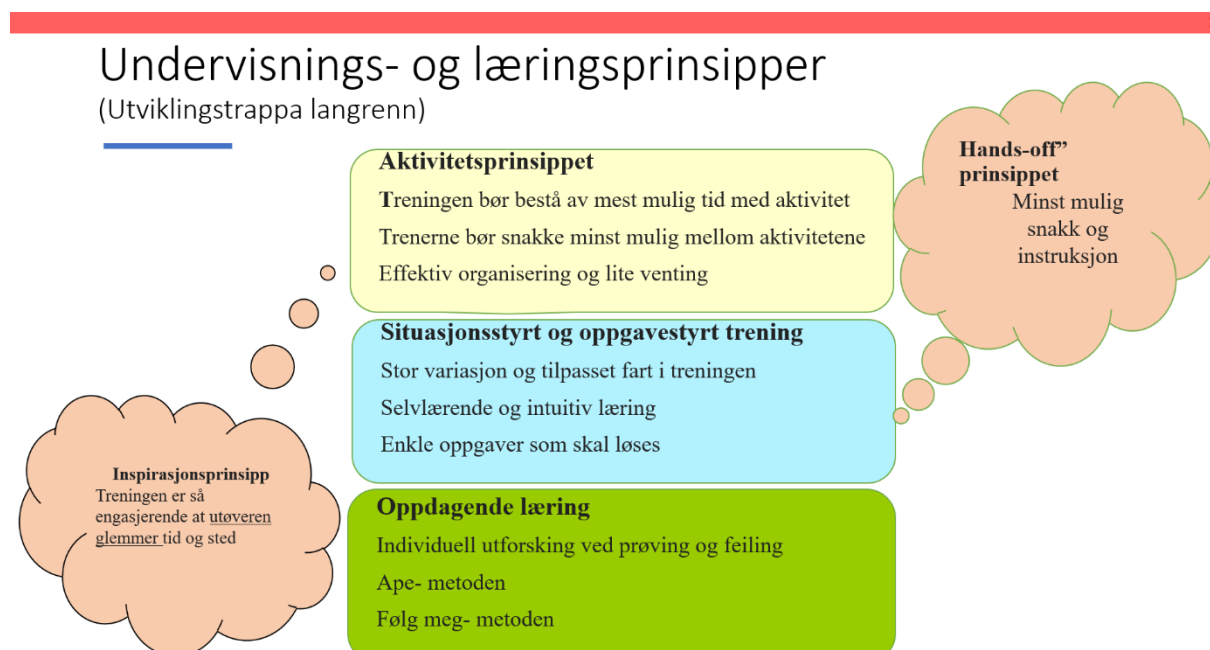 Undervisnings- og læringsprinsipper
(Utviklingstrappa langrenn)
Aktivitetsprinsippet
Treningen bør bestå av mest mulig tid med aktivitet
Trenerne bør snakke minst mulig mellom aktivitetene
Effektiv organisering og lite venting
Hands-off”
prinsippet
Minst mulig
snakk og
instruksjon
Situasjonsstyrt og oppgavestyrt trening
Stor variasjon og tilpasset fart i treningen
Selvlærende og intuitiv læring
Enkle oppgaver som skal løses
Inspirasjonsprinsipp
Treningen er så
engasjerende at utøveren
glemmer tid og sted
Oppdagende læring
Individuell utforsking ved prøving og feiling
Ape- metoden
Følg meg- metoden